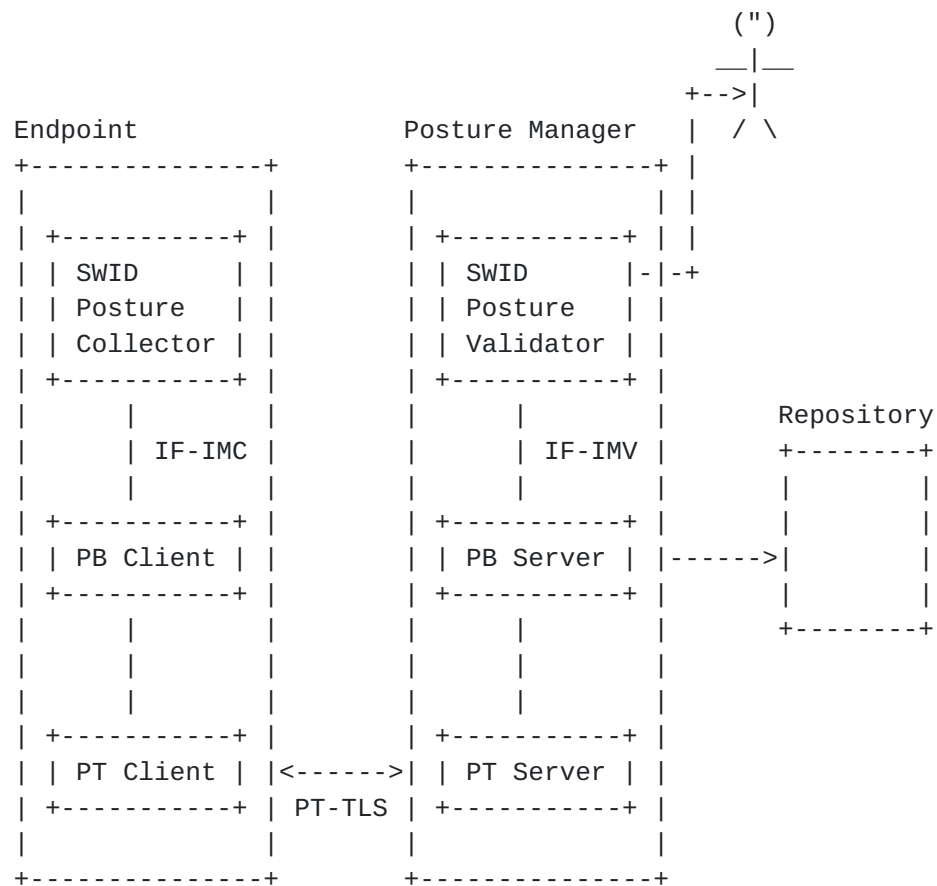 Endpoint Posture Manager
SWID SWID
Posture Posture
Collector Validator
Repository
IF-IMC IF-IMV
PB Client PB Server
PT Client PT Server
PT-TLS